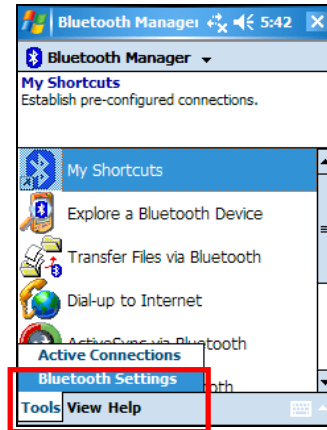 Bluetooth Manager 5:42
Bluetooth Manager
My Shortcuts
Establish pre-configured connections.
My Shortcuts
Explore a Bluetooth Device
Transfer Files via Bluetooth
Dial-up to Internet
ActiveSync via Bluetooth
Active Connections
Bluetooth Settings
Tools View Help